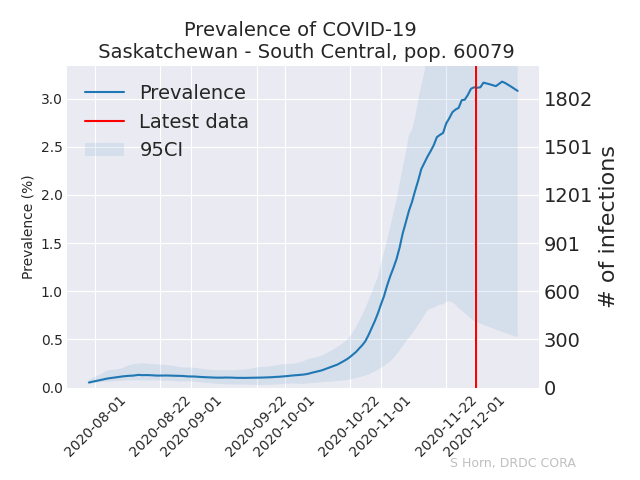 Prevalence of COVID-19
Saskatchewan - South Central, pop. 60079
Prevalence
Latest data
95CI
Prevalence (%)
3.0
2.5
2.0
1.5
1.0
0.5
0.0
1802
1501
1201
901
600
300
0
# of infections
2020-08-01
2020-08-22
2020-09-01
2020-09-22
2020-10-01
2020-10-22
2020-11-01
2020-11-22
2020-12-01
S Horn, DRDC CORA